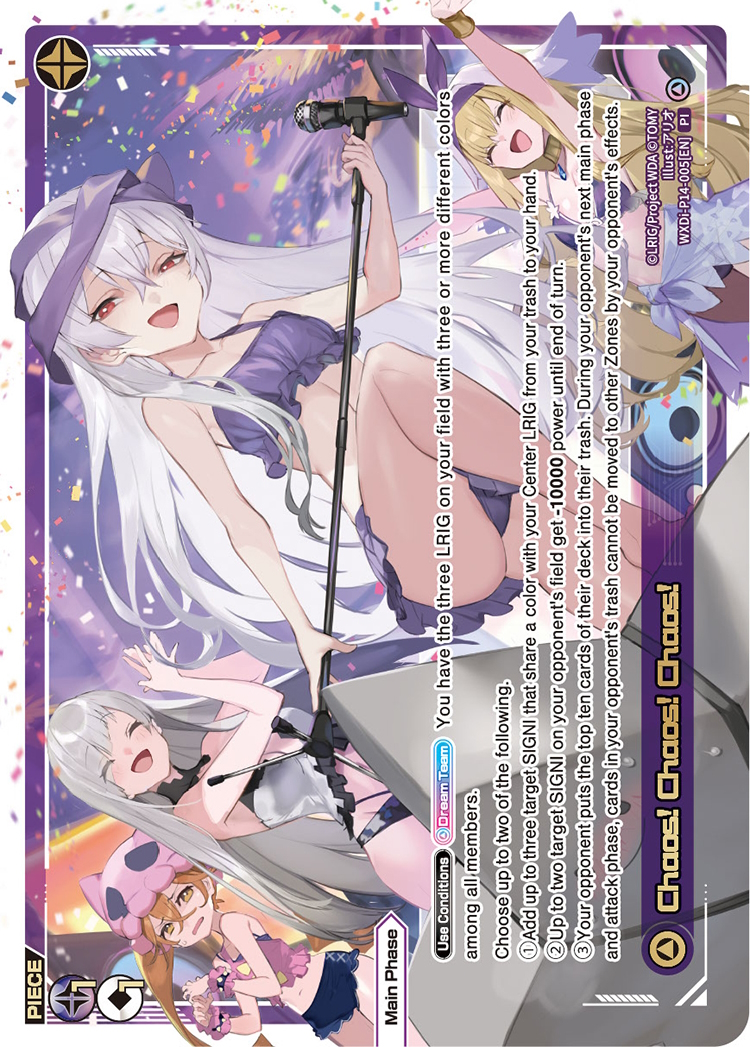 PIECE
1
1
Main Phase
Use Conditions Dream Team You have the three LRIG on your field with three or more different colors
among all members.
Choose up to two of the following.
①Add up to three target SIGNI that share a color with your Center LRIG from your trash to your hand.
②Up to two target SIGNI on your opponent's field get -10000 power, until end of turn.
③Your opponent puts the top ten cards of their deck into their trash. During your opponent's next main phase
and attack phase, cards in your opponent's trash cannot be moved to other Zones by your opponent's effects.
Chaos! Chaos! Chaos!
©LRIG/Project WDA ©TOMY
Illust:アリオ
WXDi-P14-005[EN] PI